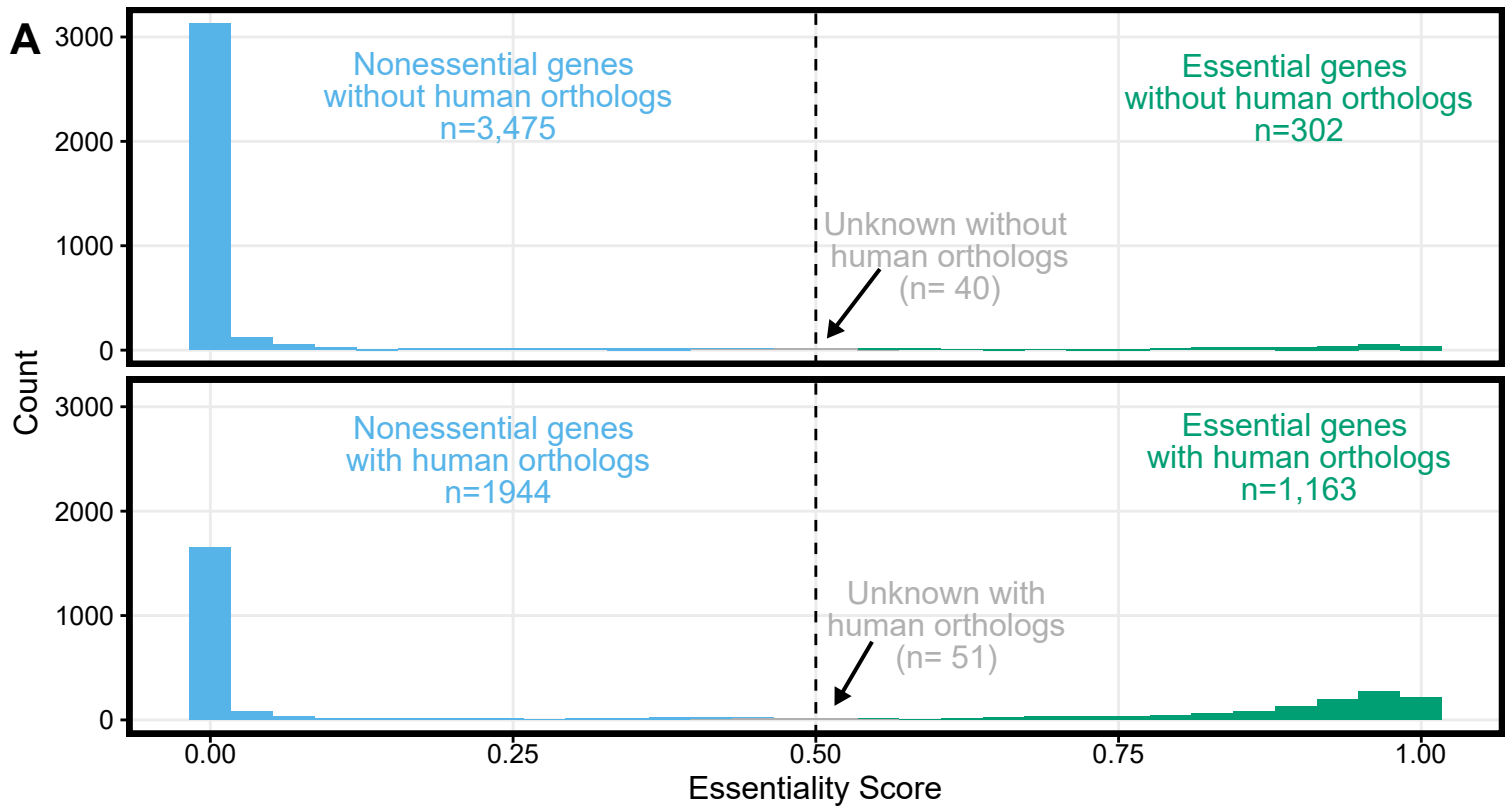 A
3000
2000
1000
0
Nonessential genes
without human orthologs
n=3,475
Essential genes
without human orthologs
n=302
Unknown without
human orthologs
(n= 40)
Count
3000
2000
1000
0
Nonessential genes
with human orthologs
n=1944
Essential genes
with human orthologs
n=1,163
Unknown with
human orthologs
(n= 51)
0.00 0.25 0.50 0.75 1.00
Essentiality Score